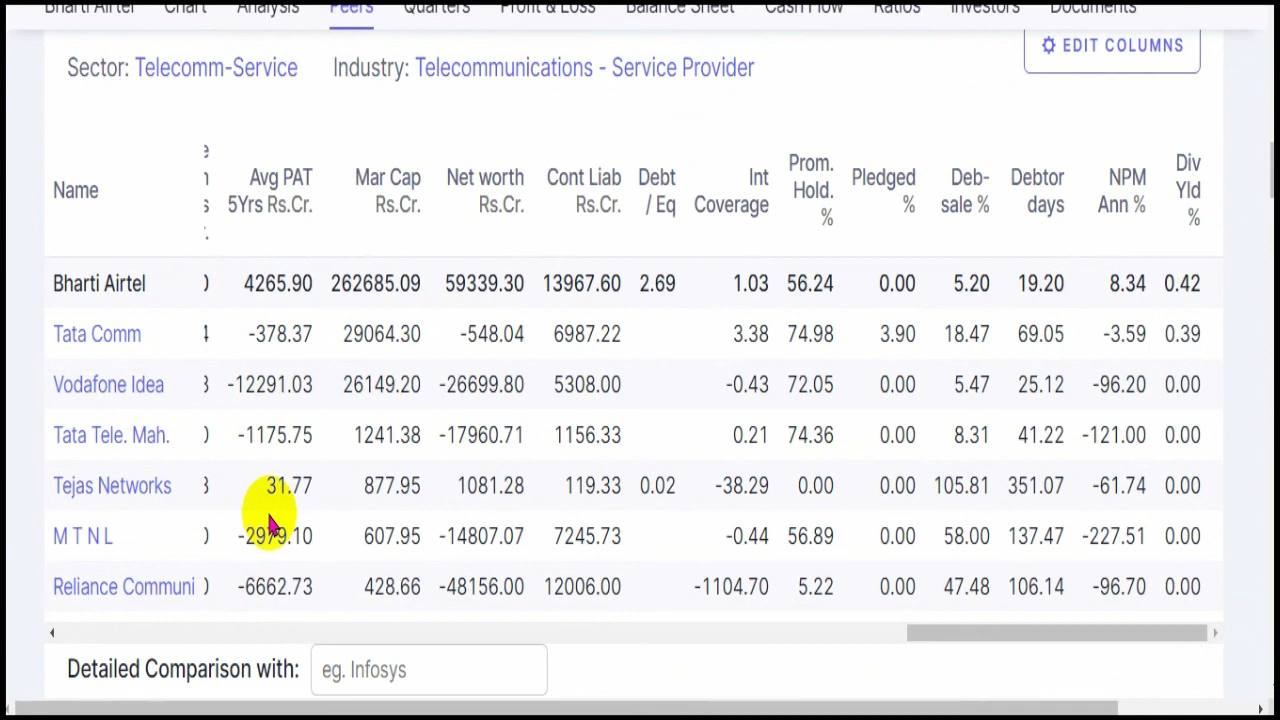 Bharti Airtel Chart Analysis Peers Quarters Profit & Loss Balance Sheet Cash Flow Ratios Investors Documents
EDIT COLUMNS
Sector: Telecomm-Service Industry: Telecommunications - Service Provider
Name Avg PAT 5Yrs Rs.Cr. Mar Cap Rs.Cr. Net worth Rs.Cr. Cont Liab Rs.Cr. Debt / Eq Int Coverage Prom. Hold. % Pledged % Deb-sale % Debtor days NPM Ann % Div Yld %
Bharti Airtel 4265.90 262685.09 59339.30 13967.60 2.69 1.03 56.24 0.00 5.20 19.20 8.34 0.42
Tata Comm 4 -378.37 29064.30 -548.04 6987.22 3.38 74.98 3.90 18.47 69.05 -3.59 0.39
Vodafone Idea -12291.03 26149.20 -26699.80 5308.00 -0.43 72.05 0.00 5.47 25.12 -96.20 0.00
Tata Tele. Mah. -1175.75 1241.38 -17960.71 1156.33 0.21 74.36 0.00 8.31 41.22 -121.00 0.00
Tejas Networks 31.77 877.95 1081.28 119.33 0.02 -38.29 0.00 0.00 105.81 351.07 -61.74 0.00
M T N L -2979.10 607.95 -14807.07 7245.73 -0.44 56.89 0.00 58.00 137.47 -227.51 0.00
Reliance Communi -6662.73 428.66 -48156.00 12006.00 -1104.70 5.22 0.00 47.48 106.14 -96.70 0.00
Detailed Comparison with: eg. Infosys